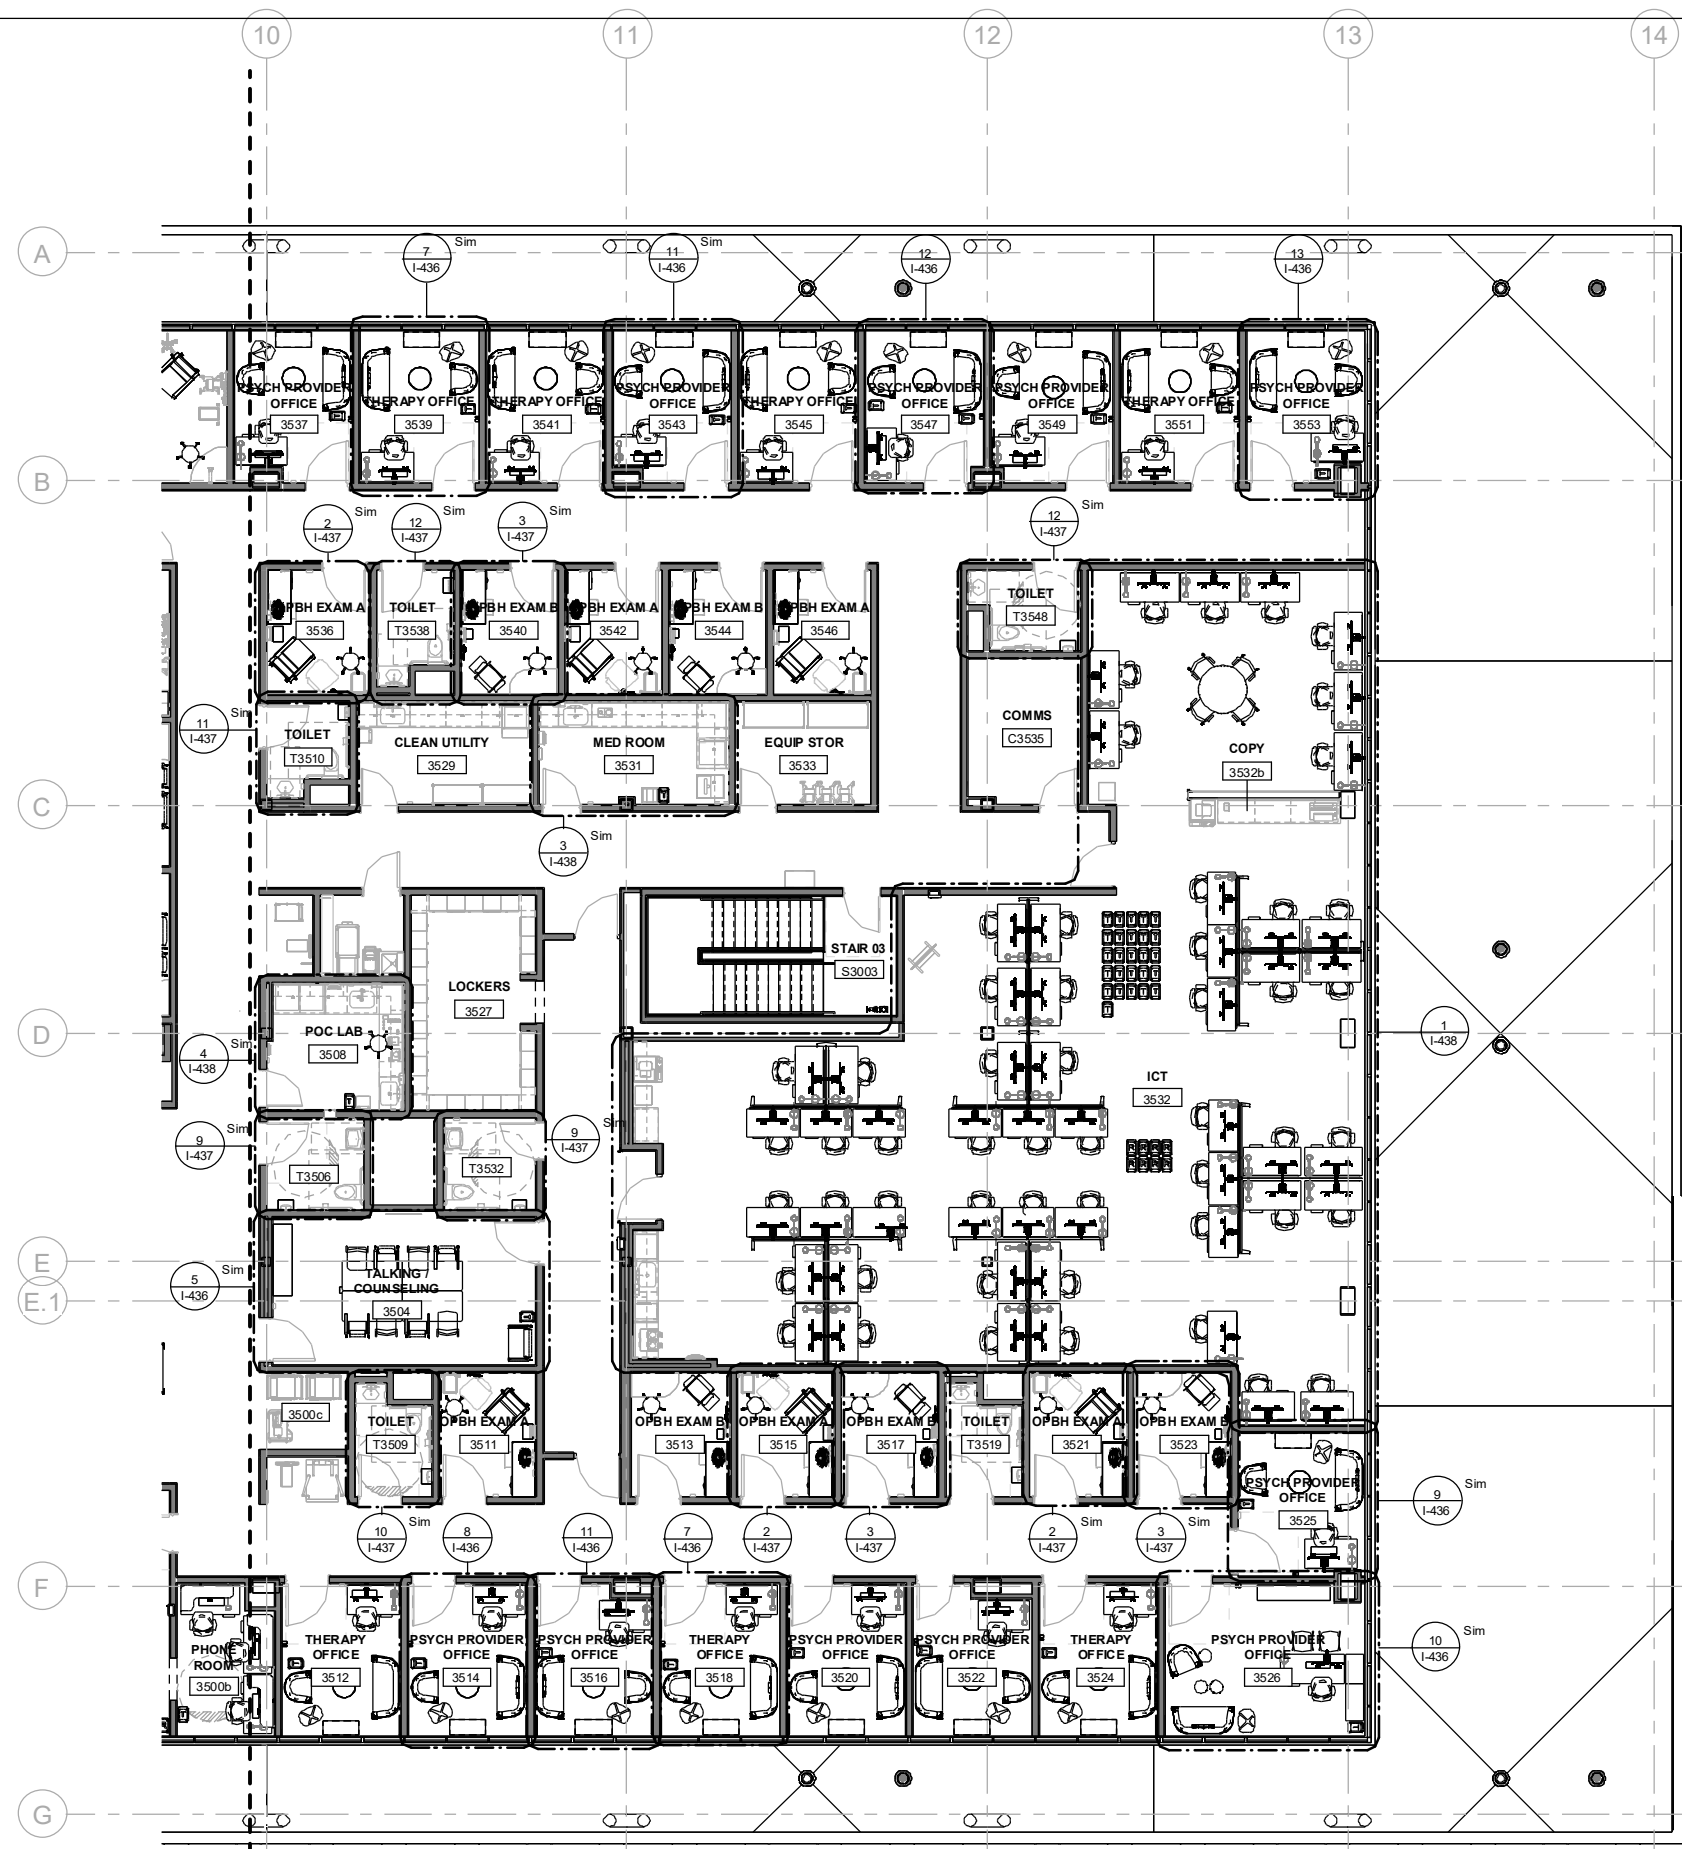 10 11 12 13 14
A
7 Sim
I-436
11 Sim
I-436
12
I-436
13
I-436
PSYCH PROVIDER
OFFICE
3537
THERAPY OFFICE
3539
THERAPY OFFICE
3541
PSYCH PROVIDER
OFFICE
3543
THERAPY OFFICE
3545
PSYCH PROVIDER
OFFICE
3547
PSYCH PROVIDER
OFFICE
3549
THERAPY OFFICE
3551
PSYCH PROVIDER
OFFICE
3553
B
2 Sim
I-437
12 Sim
I-437
3 Sim
I-437
12 Sim
I-437
OPBH EXAM A
3536
TOILET
T3538
OPBH EXAM B
3540
OPBH EXAM A
3542
OPBH EXAM B
3544
OPBH EXAM A
3546
TOILET
T3548
11 Sim
I-437
TOILET
T3510
CLEAN UTILITY
3529
MED ROOM
3531
EQUIP STOR
3533
COMMS
C3535
COPY
3532b
C
3 Sim
I-438
STAIR 03
S3003
LOCKERS
3527
D
4 Sim
I-438
POC LAB
3508
1
I-438
ICT
3532
9 Sim
I-437
T3506
T3532
9 Sim
I-437
E
5 Sim
I-436
E.1
TALKING /
COUNSELING
3504
3500c
TOILET
T3509
OPBH EXAM A
3511
OPBH EXAM B
3513
OPBH EXAM A
3515
OPBH EXAM B
3517
TOILET
T3519
OPBH EXAM A
3521
OPBH EXAM B
3523
PSYCH PROVIDER
OFFICE
3525
9 Sim
I-436
10 Sim
I-437
8
I-436
11
I-436
7
I-436
2
I-437
3
I-437
2 Sim
I-437
3 Sim
I-437
F
PHONE
ROOM
3500b
THERAPY
OFFICE
3512
PSYCH PROVIDER
OFFICE
3514
PSYCH PROVIDER
OFFICE
3516
THERAPY
OFFICE
3518
PSYCH PROVIDER
OFFICE
3520
PSYCH PROVIDER
OFFICE
3522
THERAPY
OFFICE
3524
PSYCH PROVIDER
OFFICE
3526
10 Sim
I-436
G